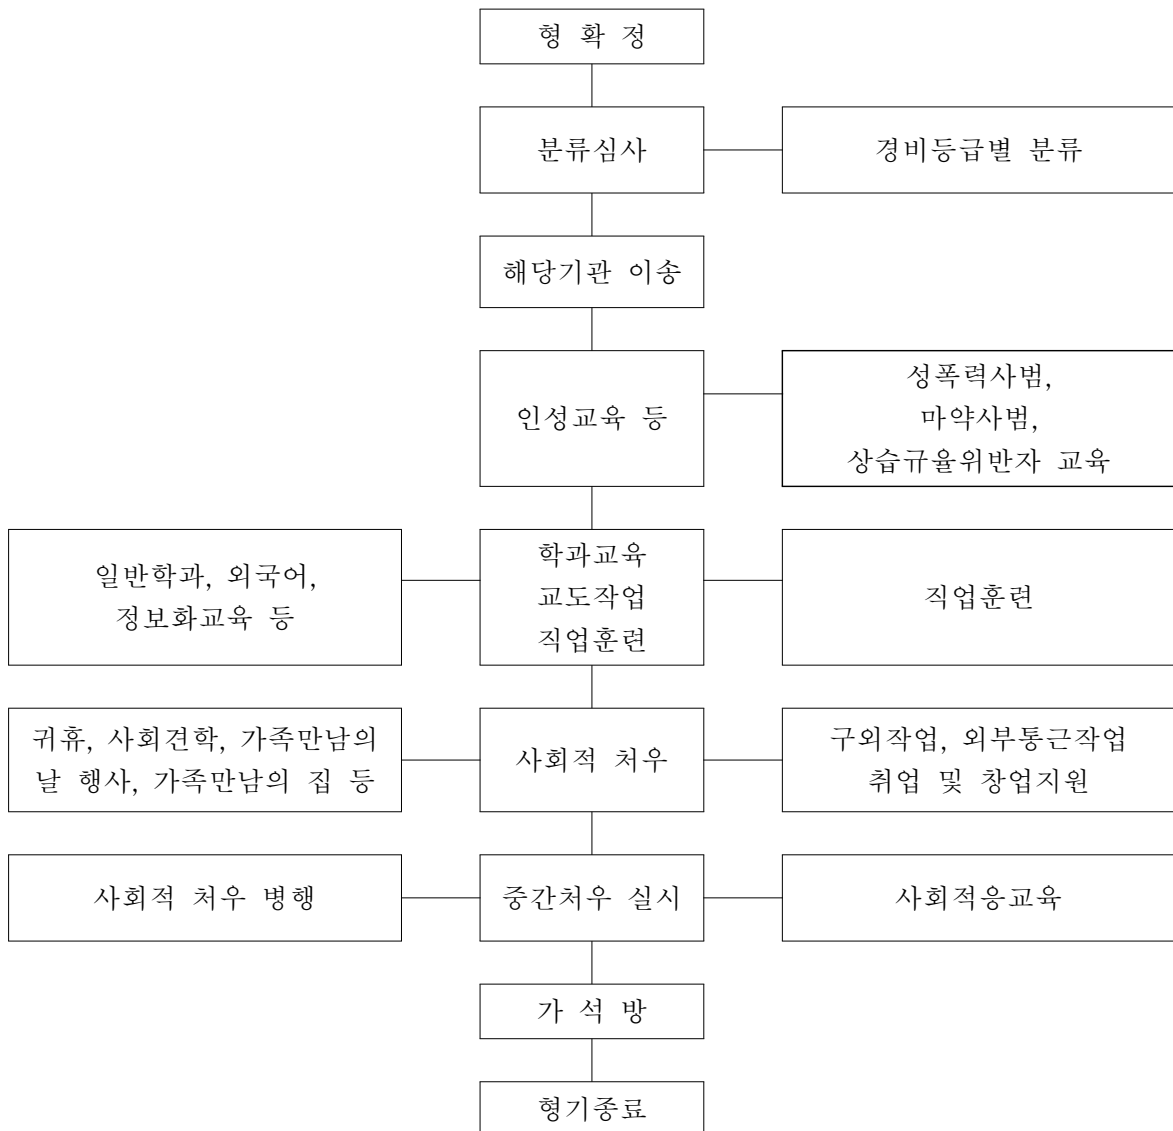 형 확 정
분류심사
경비등급별 분류
해당기관 이송
인성교육 등
성폭력사범,
마약사범,
상습규율위반자 교육
일반학과, 외국어,
정보화교육 등
학과교육
교도작업
직업훈련
직업훈련
귀휴, 사회견학, 가족만남의
날 행사, 가족만남의 집 등
사회적 처우
구외작업, 외부통근작업
취업 및 창업지원
사회적 처우 병행
중간처우 실시
사회적응교육
가 석 방
형기종료